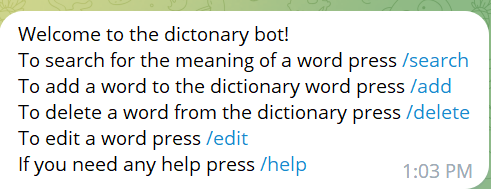 Welcome to the dictonary bot!
To search for the meaning of a word press /search
To add a word to the dictionary word press /add
To delete a word from the dictionary press /delete
To edit a word press /edit
If you need any help press /help
1:03 PM